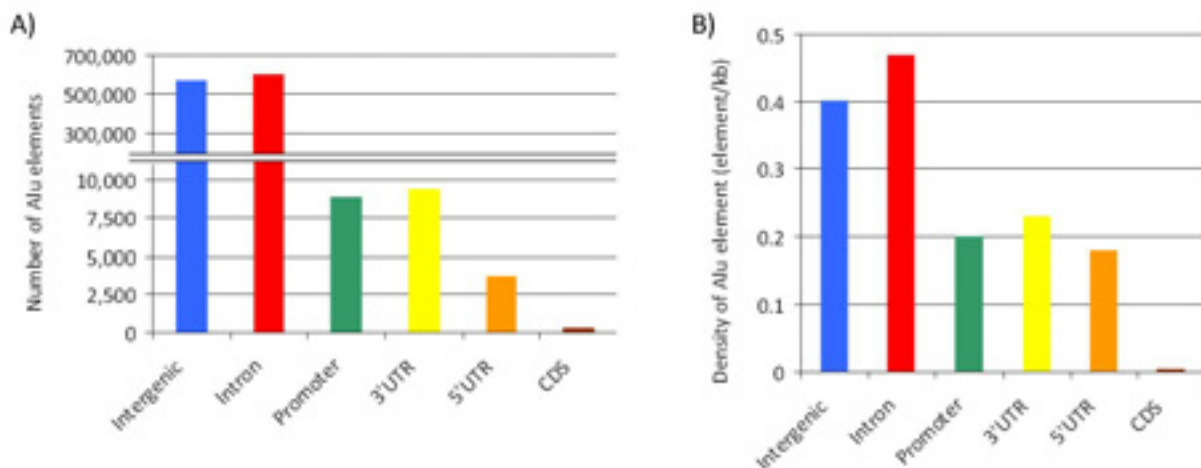 A)
Number of Alu elements
700,000
500,000
300,000
10,000
7,500
5,000
2,500
0
Intergenic
Intron
Promoter
3'UTR
5'UTR
CDS
B)
Density of Alu element (element/kb)
0.5
0.4
0.3
0.2
0.1
0
Intergenic
Intron
Promoter
3'UTR
5'UTR
CDS